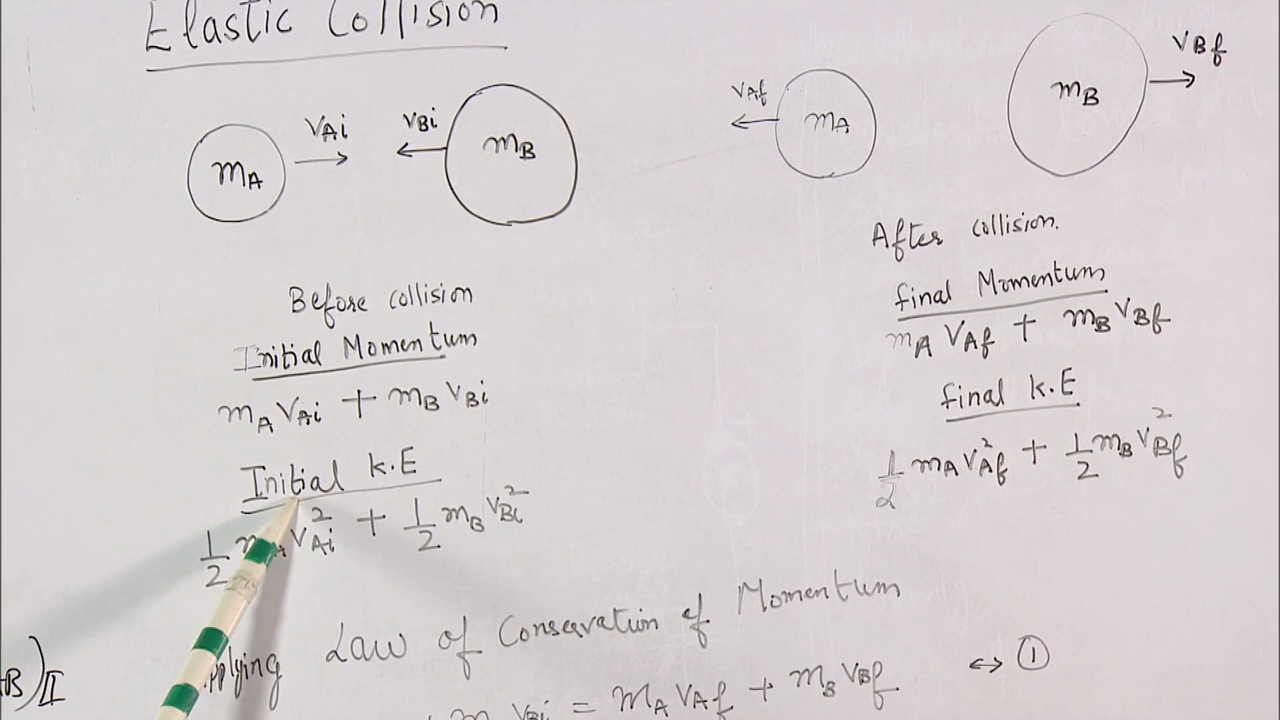 Elastic Collision
mA
vAi
vBi
mB
vAf
mA
mB
vBf
Before collision
Initial Momentum
mA vAi + mB vBi
Initial K.E
1/2 mA vAi² + 1/2 mB vBi²
After collision.
final Momentum
mA vAf + mB vBf
final K.E
1/2 mA vAf² + 1/2 mB vBf²
Law of Conservation of Momentum
vBi = mA vAf + mB vBf ↔ ①
B) II